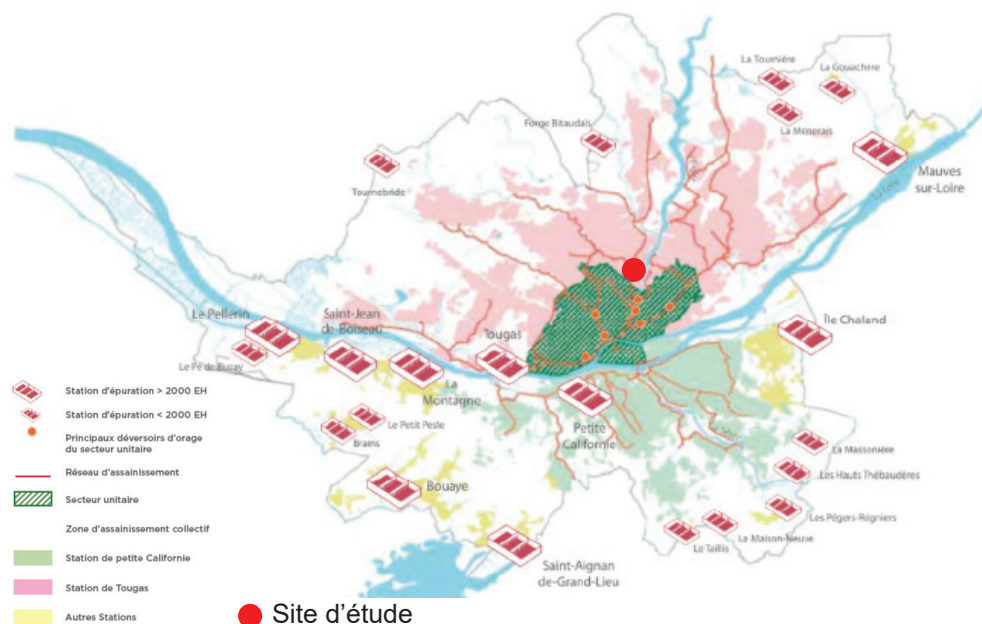 La Tournière
La Gouachère
La Ménerais
Forge Bitaudais
Tournebride
Mauves
sur-Loire
La Loire
Le Pellerin
Saint-Jean
de-Boiseau
Tougas
Île Chaland
Le Pé de Buzay
La
Montagne
Petite
Californie
Le Petit Pesle
Brains
La Massonière
Les Hauts Thébaudères
Bouaye
Les Pégers-Régniers
Le Taillis
La Maison-Neuve
Saint-Aignan
de-Grand-Lieu
Station d'épuration > 2000 EH
Station d'épuration < 2000 EH
Principaux déversoirs d'orage
du secteur unitaire
Réseau d'assainissement
Secteur unitaire
Zone d'assainissement collectif
Station de petite Californie
Station de Tougas
Autres Stations
Site d'étude